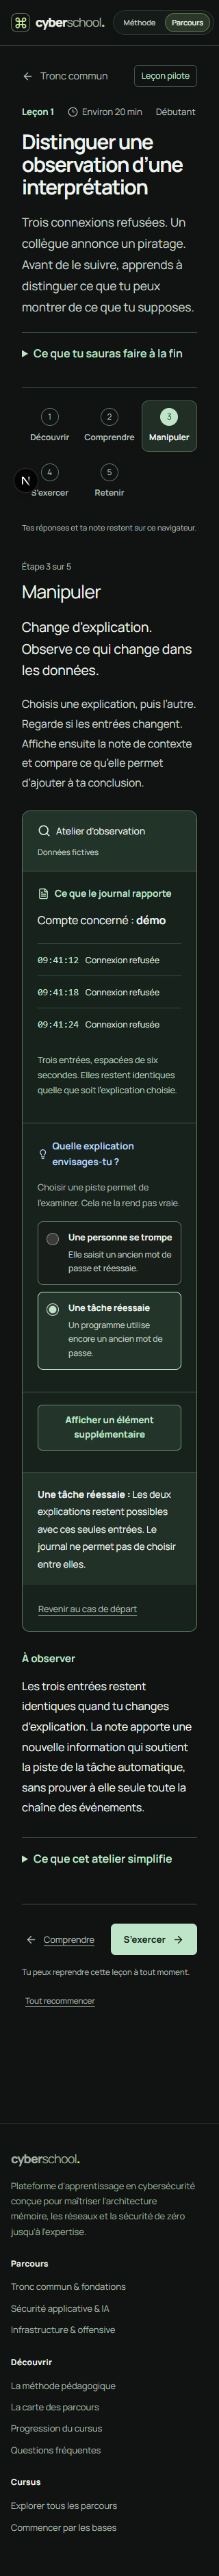 cyberschool.
Méthode
Parcours
Tronc commun
Leçon pilote
Leçon 1
Environ 20 min
Débutant
Distinguer une
observation d'une
interprétation
Trois connexions refusées. Un
collègue annonce un piratage.
Avant de le suivre, apprends à
distinguer ce que tu peux
montrer de ce que tu supposes.
Ce que tu sauras faire à la fin
1
Découvrir
2
Comprendre
3
Manipuler
4
S'exercer
5
Retenir
N
Tes réponses et ta note restent sur ce navigateur.
Étape 3 sur 5
Manipuler
Change d'explication.
Observe ce qui change dans
les données.
Choisis une explication, puis l'autre.
Regarde si les entrées changent.
Affiche ensuite la note de contexte
et compare ce qu'elle permet
d'ajouter à ta conclusion.
Atelier d'observation
Données fictives
Ce que le journal rapporte
Compte concerné : démo
09:41:12 Connexion refusée
09:41:18 Connexion refusée
09:41:24 Connexion refusée
Trois entrées, espacées de six
secondes. Elles restent identiques
quelle que soit l'explication choisie.
Quelle explication
envisages-tu ?
Choisir une piste permet de
l'examiner. Cela ne la rend pas vraie.
Une personne se trompe
Elle saisit un ancien mot de
passe et réessaie.
Une tâche réessaie
Un programme utilise
encore un ancien mot de
passe.
Afficher un élément
supplémentaire
Une tâche réessaie : Les deux
explications restent possibles
avec ces seules entrées. Le
journal ne permet pas de choisir
entre elles.
Revenir au cas de départ
À observer
Les trois entrées restent
identiques quand tu changes
d'explication. La note apporte une
nouvelle information qui soutient
la piste de la tâche automatique,
sans prouver à elle seule toute la
chaîne des événements.
Ce que cet atelier simplifie
Comprendre
S'exercer
Tu peux reprendre cette leçon à tout moment.
Tout recommencer
cyberschool.
Plateforme d'apprentissage en cybersécurité
conçue pour maîtriser l'architecture
mémoire, les réseaux et la sécurité de zéro
jusqu'à l'expertise.
Parcours
Tronc commun & fondations
Sécurité applicative & IA
Infrastructure & offensive
Découvrir
La méthode pédagogique
La carte des parcours
Progression du cursus
Questions fréquentes
Cursus
Explorer tous les parcours
Commencer par les bases